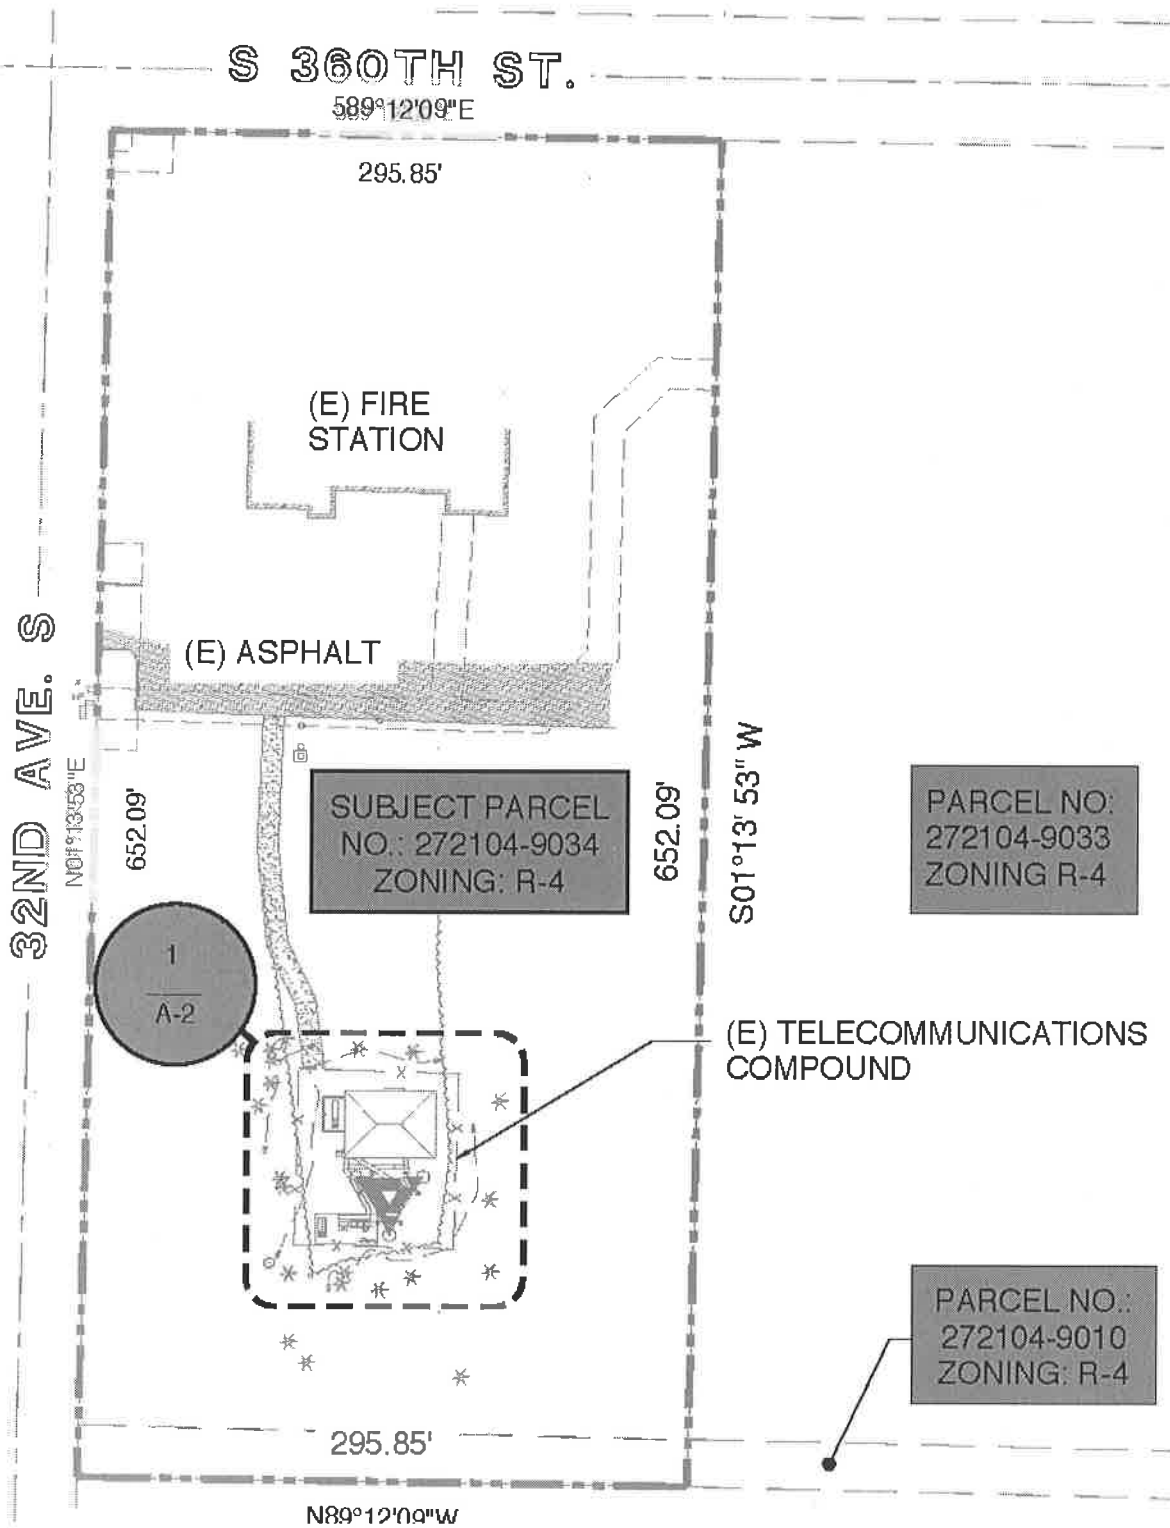 S 360TH ST.
S89°12'09"E
295.85'
(E) FIRE
STATION
(E) ASPHALT
32ND AVE. S
N01°13'53"E
652.09'
SUBJECT PARCEL
NO.: 272104-9034
ZONING: R-4
652.09'
S01°13'53"W
PARCEL NO:
272104-9033
ZONING R-4
1
A-2
(E) TELECOMMUNICATIONS
COMPOUND
PARCEL NO.:
272104-9010
ZONING: R-4
295.85'
N89°12'09"W